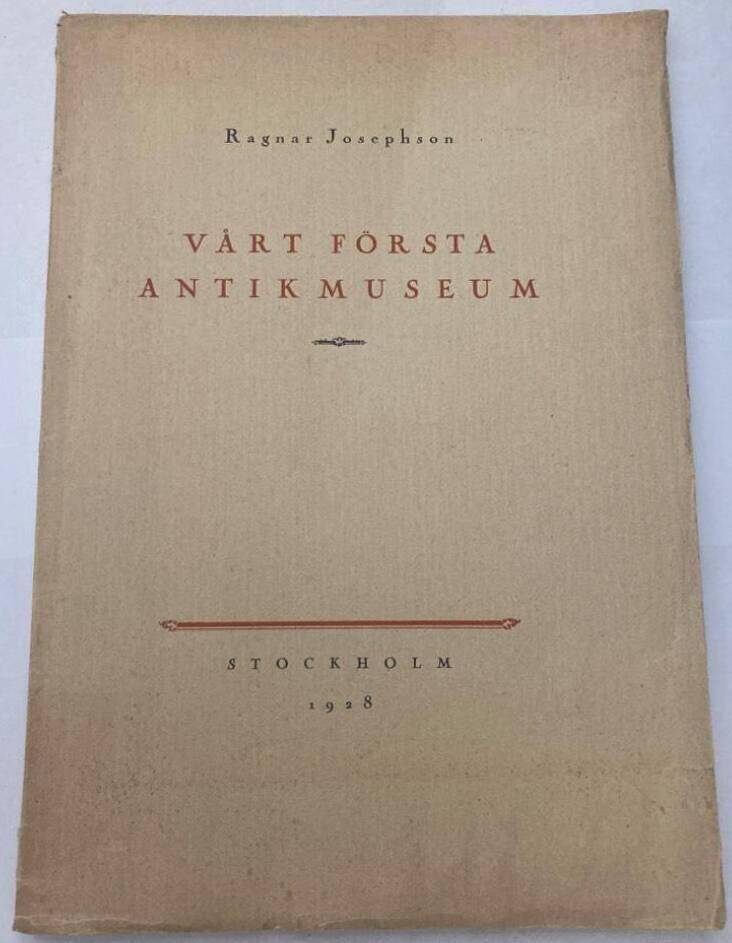 Ragnar Josephson
VÅRT FÖRSTA
ANTIKMUSEUM
STOCKHOLM
1928